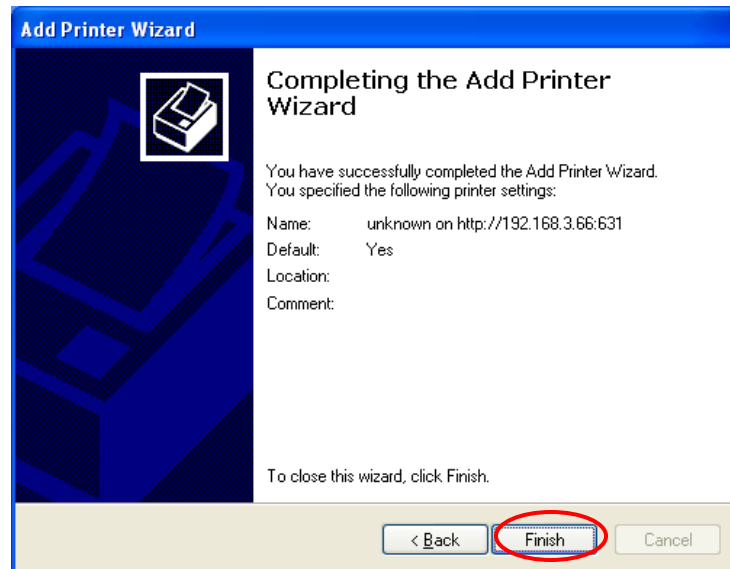 Add Printer Wizard
Completing the Add Printer
Wizard
You have successfully completed the Add Printer Wizard.
You specified the following printer settings:
Name: unknown on http://192.168.3.66:631
Default: Yes
Location:
Comment:
To close this wizard, click Finish.
< Back Finish Cancel